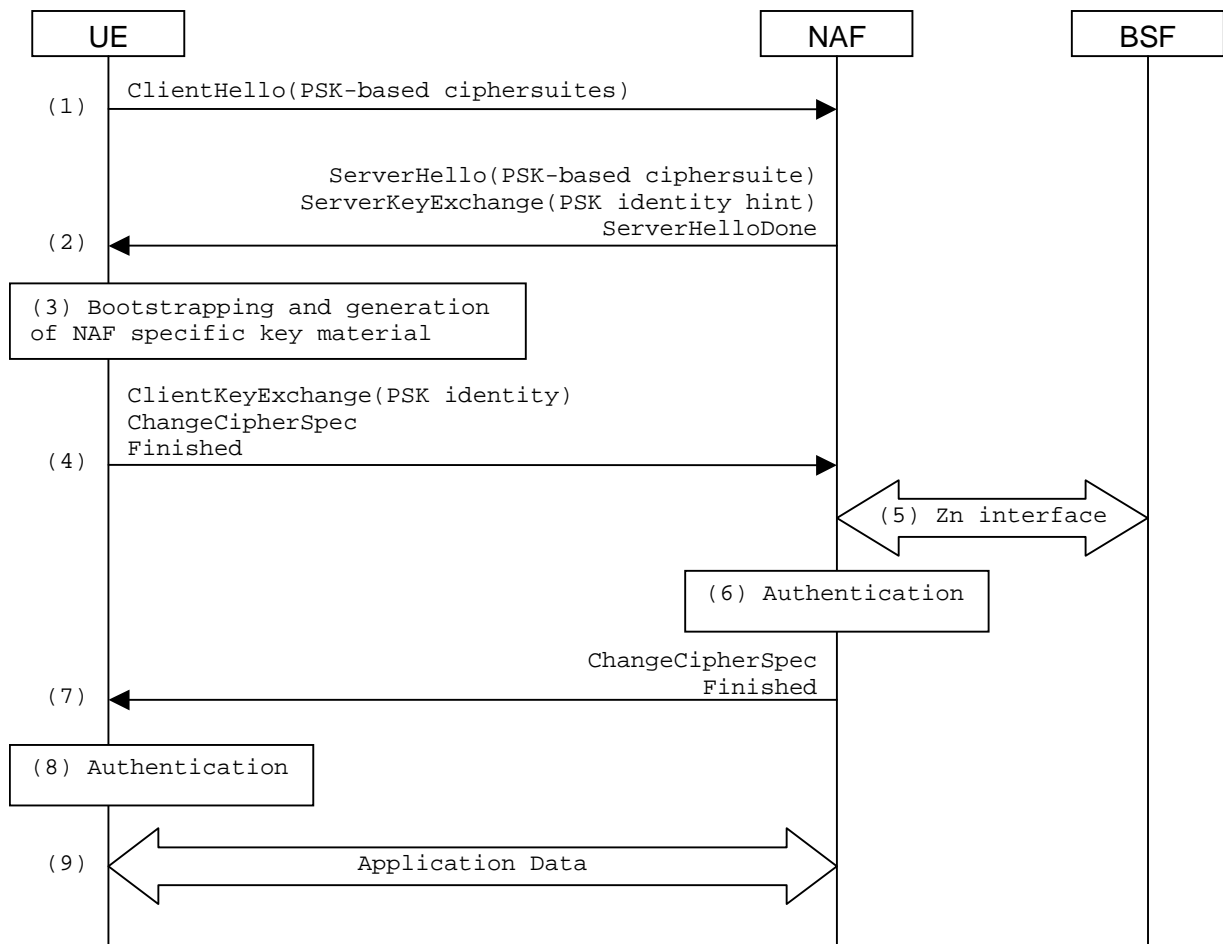 UE
NAF
BSF
(1)
ClientHello(PSK-based ciphersuites)
ServerHello(PSK-based ciphersuite)
ServerKeyExchange(PSK identity hint)
ServerHelloDone
(2)
(3) Bootstrapping and generation
of NAF specific key material
ClientKeyExchange(PSK identity)
ChangeCipherSpec
Finished
(4)
(5) Zn interface
(6) Authentication
ChangeCipherSpec
Finished
(7)
(8) Authentication
(9)
Application Data